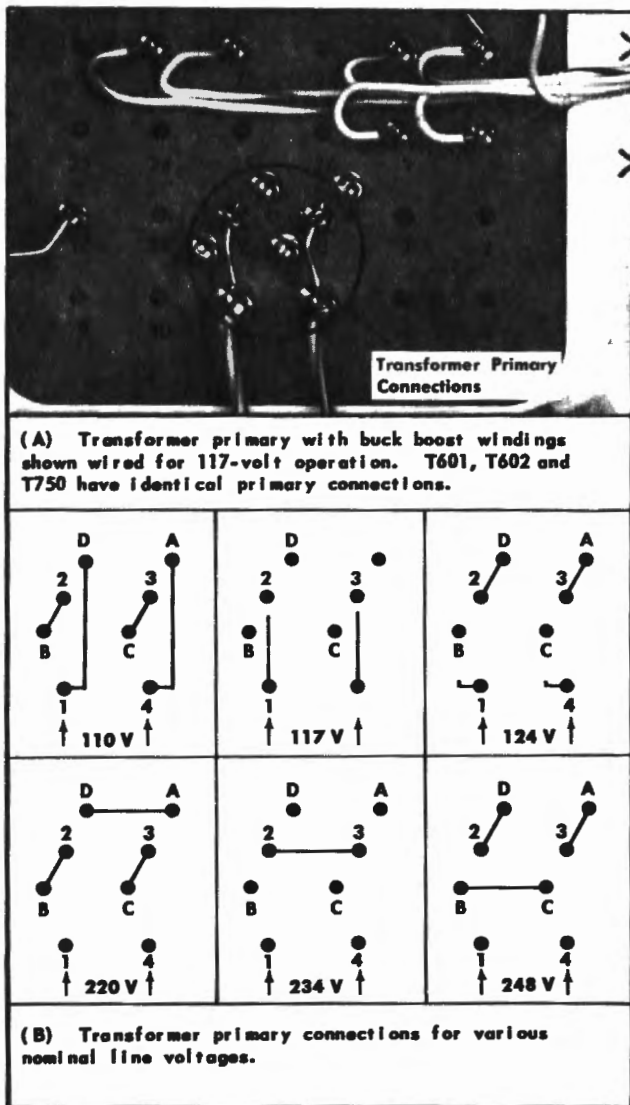 Transformer Primary
Connections
(A) Transformer primary with buck boost windings
shown wired for 117-volt operation. T601, T602 and
T750 have identical primary connections.
D A
2 3
B C
1 4
110 V
D
2 3
B C
1
117 V
D A
2 3
B C
1 4
124 V
D A
2 3
B C
1 4
220 V
D A
2 3
B C
1 4
234 V
D A
2 3
B C
1 4
248 V
(B) Transformer primary connections for various
nominal line voltages.